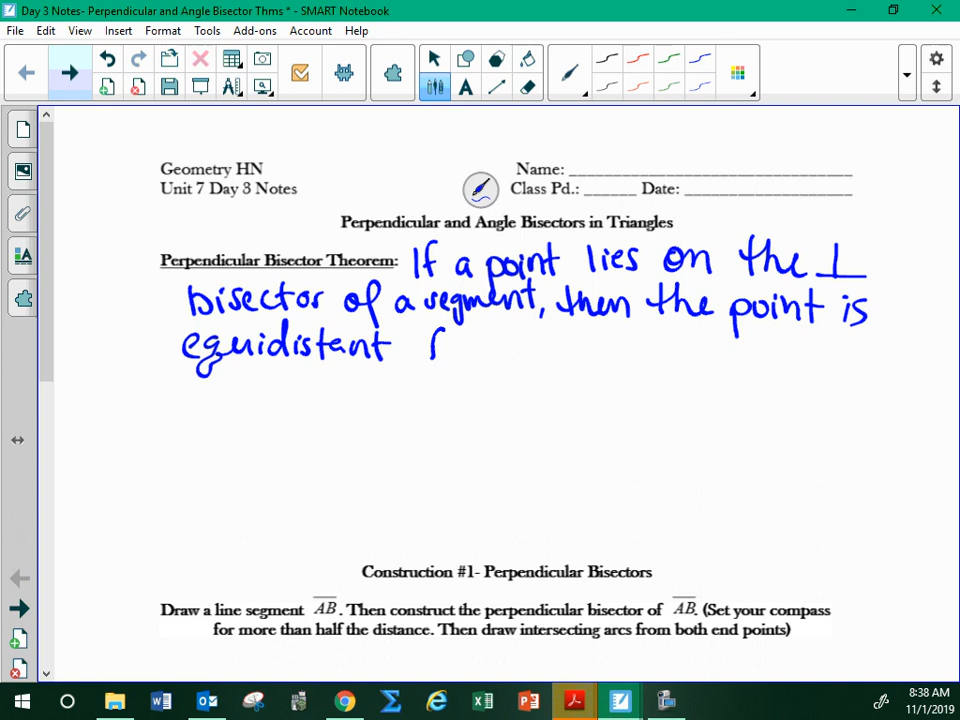 Day 3 Notes- Perpendicular and Angle Bisector Thms * - SMART Notebook
File Edit View Insert Format Tools Add-ons Account Help
Geometry HN Name: ______________________________
Unit 7 Day 3 Notes Class Pd.: ______ Date: __________________
Perpendicular and Angle Bisectors in Triangles
Perpendicular Bisector Theorem: If a point lies on the ⊥
bisector of a segment, then the point is
equidistant
Construction #1- Perpendicular Bisectors
Draw a line segment A̅B̅. Then construct the perpendicular bisector of A̅B̅. (Set your compass
for more than half the distance. Then draw intersecting arcs from both end points)
8:38 AM
11/1/2019